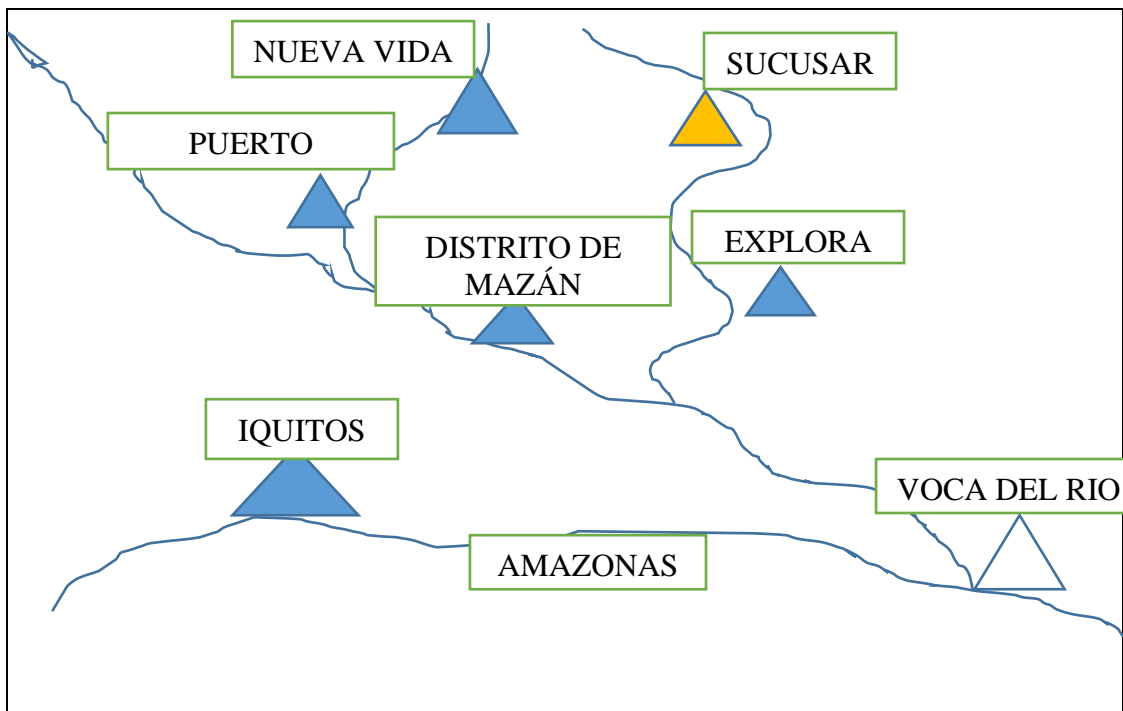 NUEVA VIDA
SUCUSAR
PUERTO
DISTRITO DE
MAZÁN
EXPLORA
IQUITOS
VOCA DEL RIO
AMAZONAS